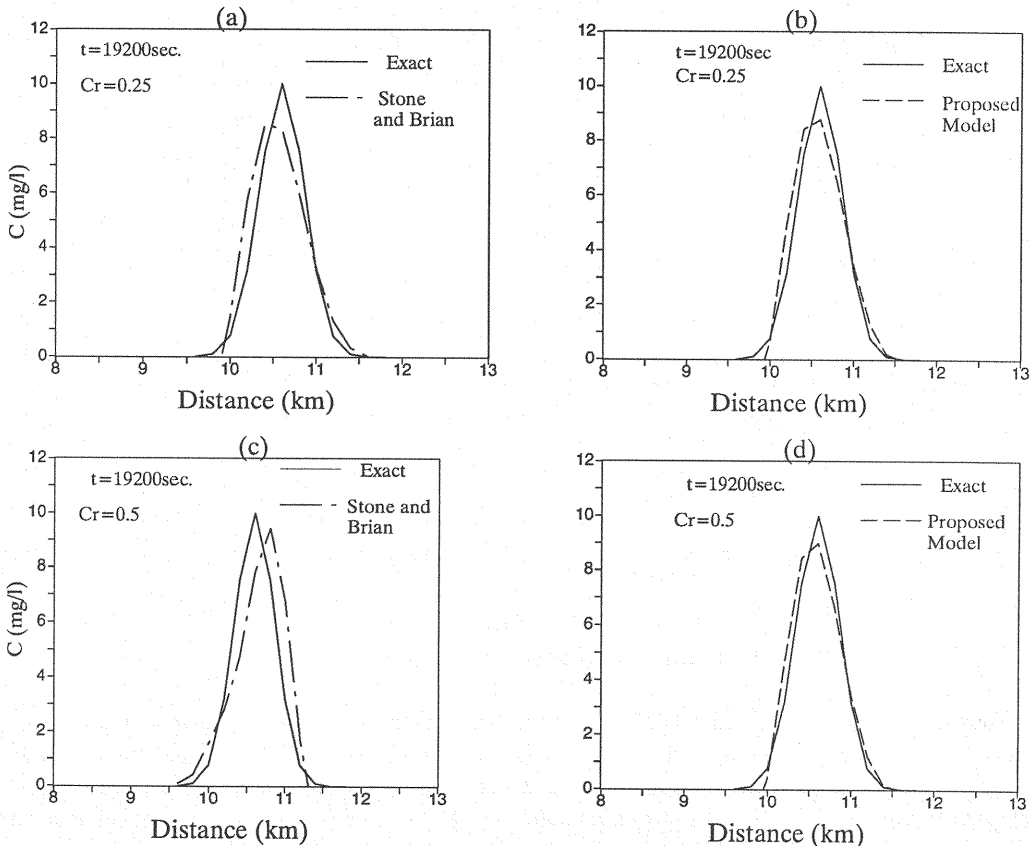 (a)
12
10
8
6
4
2
0
C (mg/l)
t=19200sec.
Cr=0.25
Exact
Stone
and Brian
8
9
10
11
12
13
Distance (km)
(b)
12
10
8
6
4
2
0
t=19200sec
Cr=0.25
Exact
Proposed
Model
8
9
10
11
12
13
Distance (km)
(c)
12
10
8
6
4
2
0
C (mg/l)
t=19200sec.
Cr=0.5
Exact
Stone and
Brian
8
9
10
11
12
13
Distance (km)
(d)
12
10
8
6
4
2
0
t=19200sec.
Cr=0.5
Exact
Proposed
Model
8
9
10
11
12
13
Distance (km)